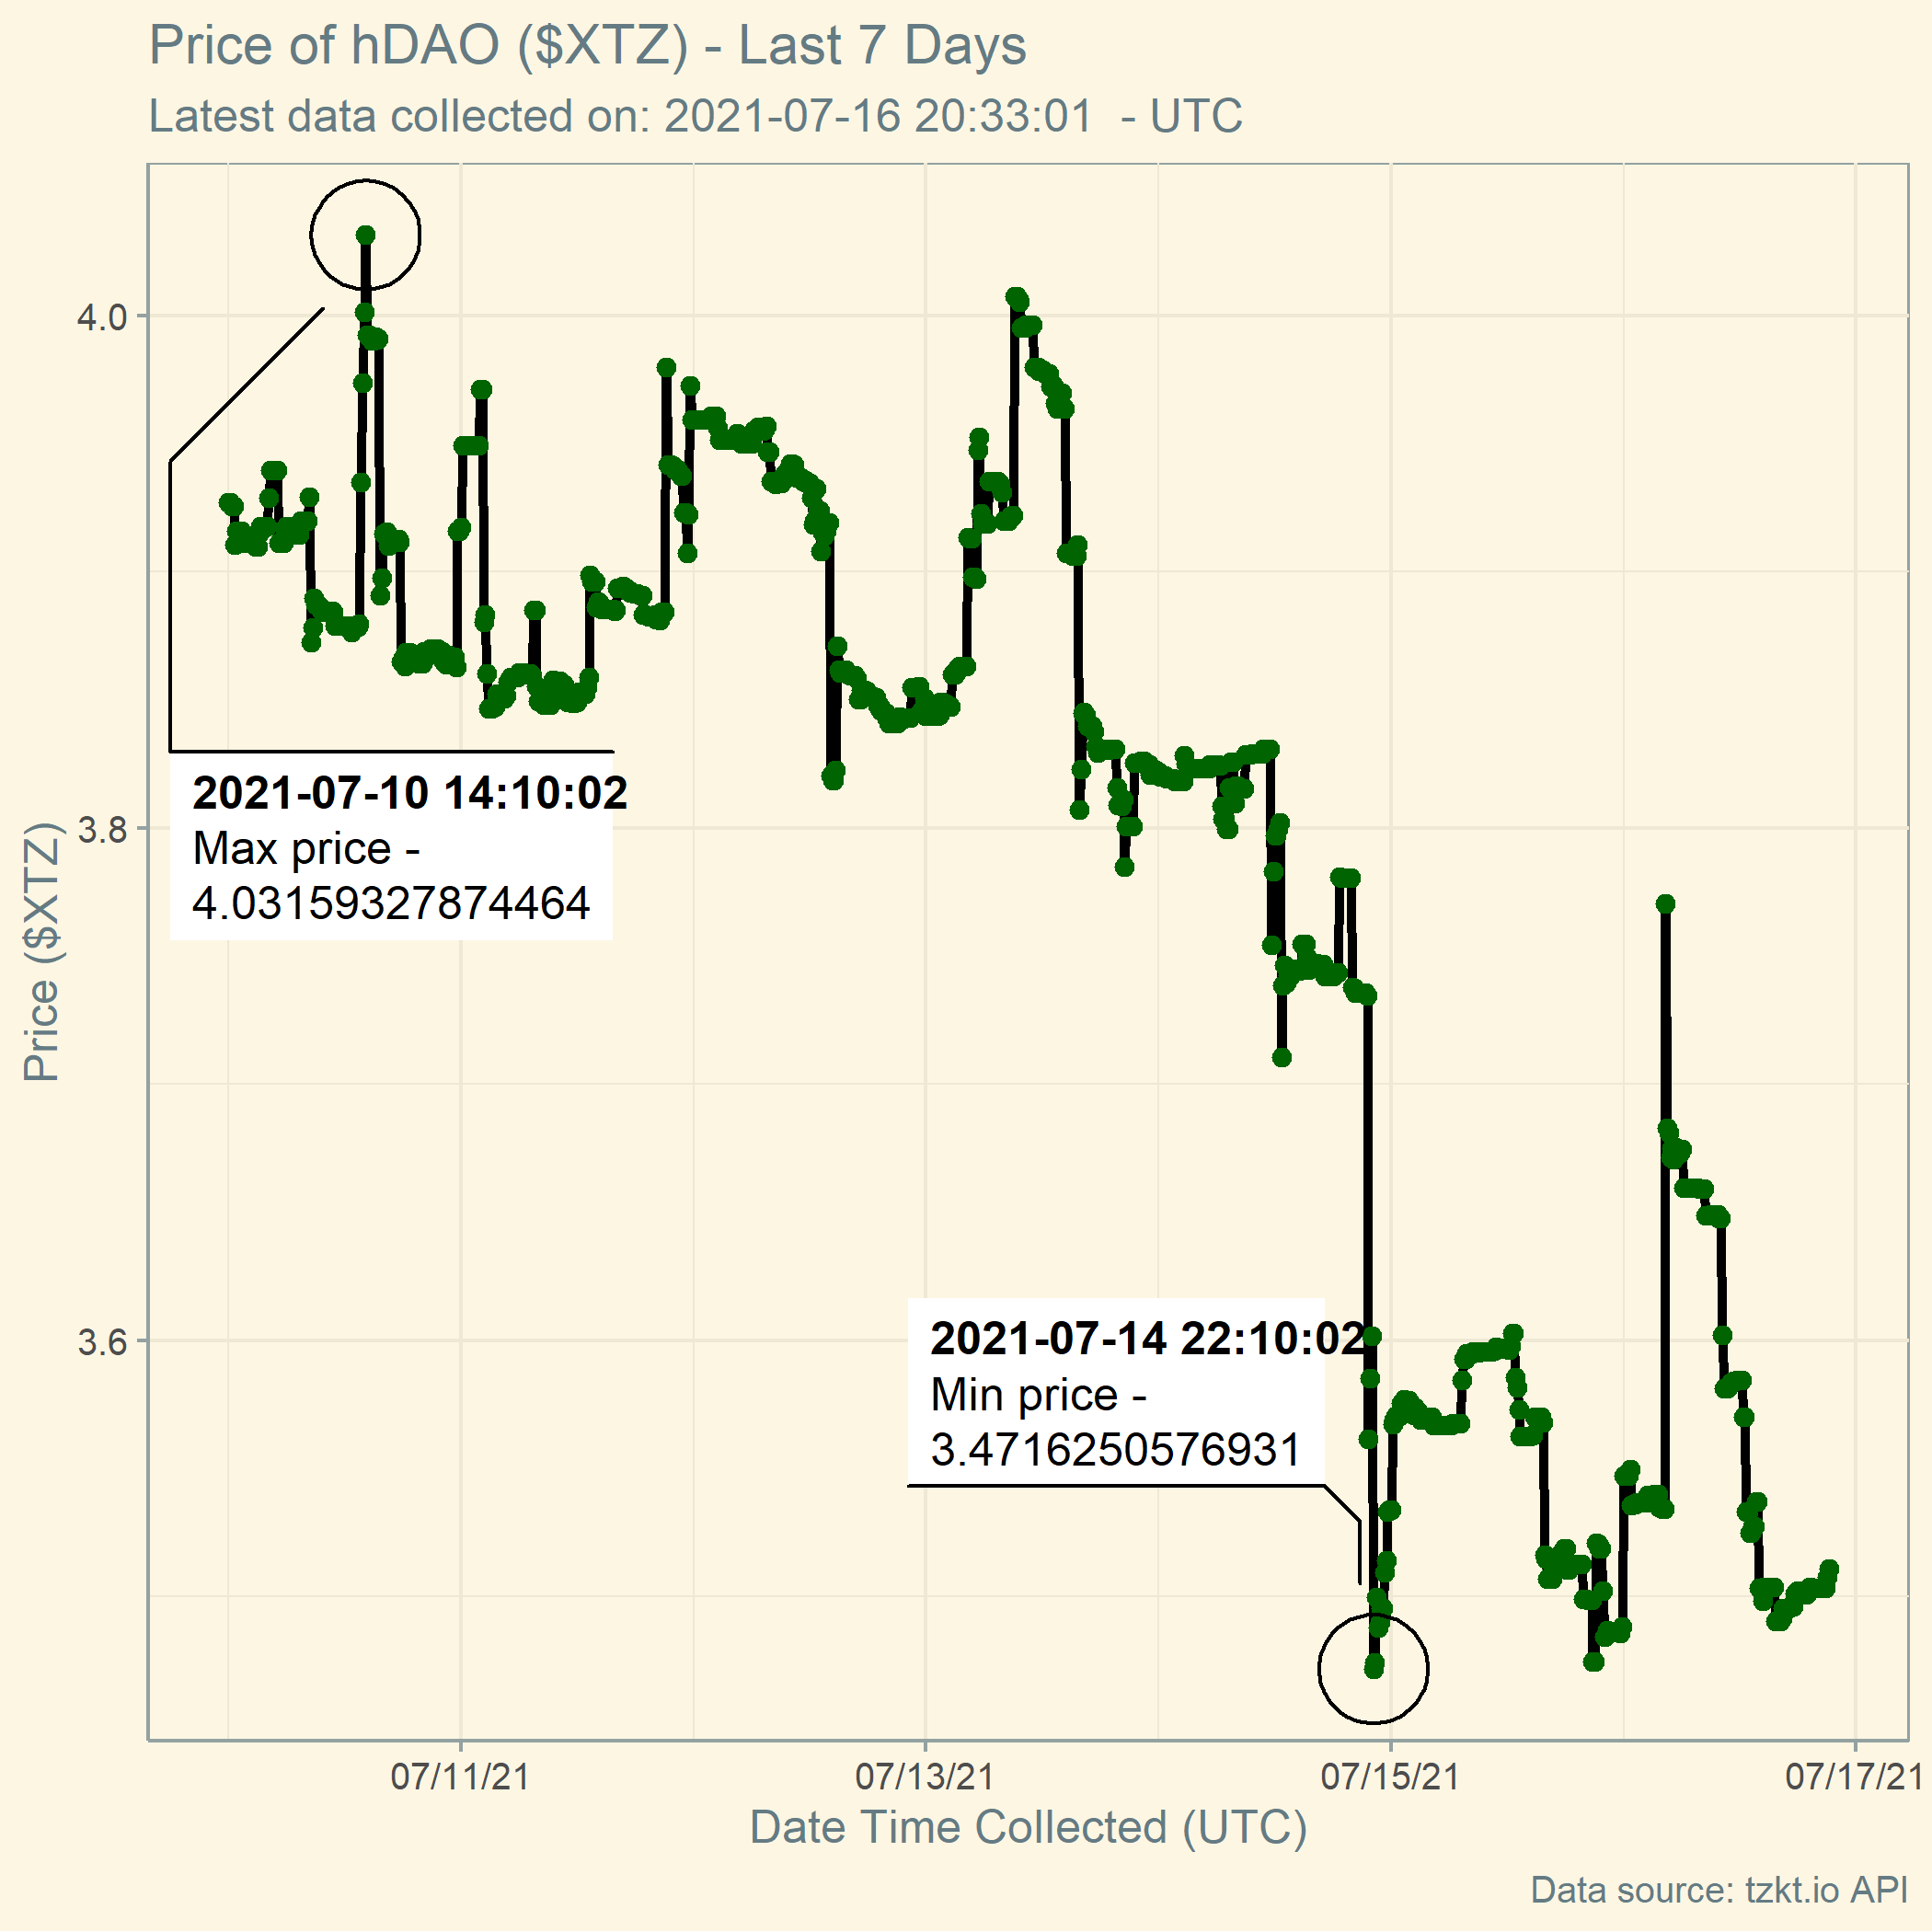 Price of hDAO ($XTZ) - Last 7 Days
Latest data collected on: 2021-07-16 20:33:01  - UTC
4.0
3.8
3.6
Price ($XTZ)
2021-07-10 14:10:02
Max price -
4.03159327874464
2021-07-14 22:10:02
Min price -
3.4716250576931
07/11/21
07/13/21
07/15/21
07/17/21
Date Time Collected (UTC)
Data source: tzkt.io API